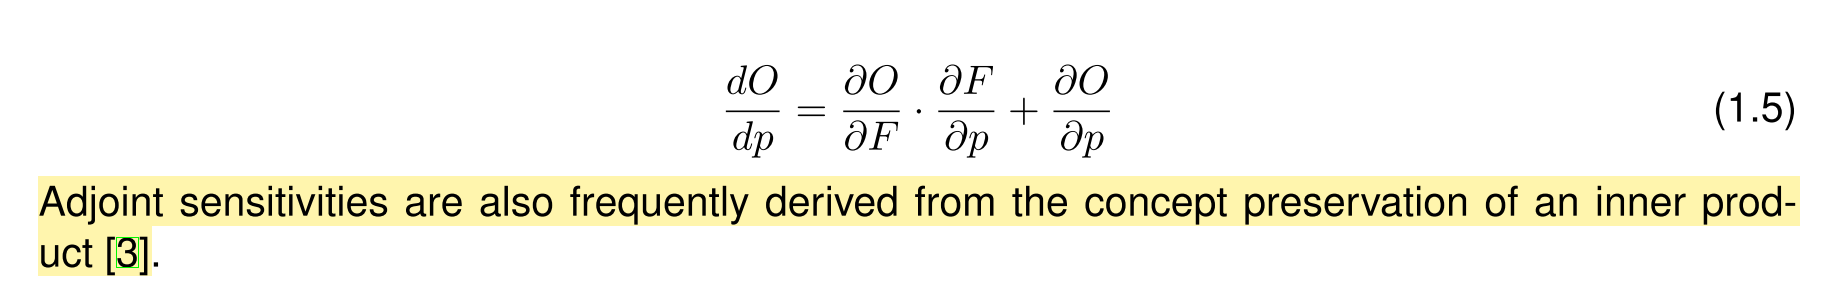 dO/dp = ∂O/∂F · ∂F/∂p + ∂O/∂p (1.5)
Adjoint sensitivities are also frequently derived from the concept preservation of an inner prod-
uct [3].